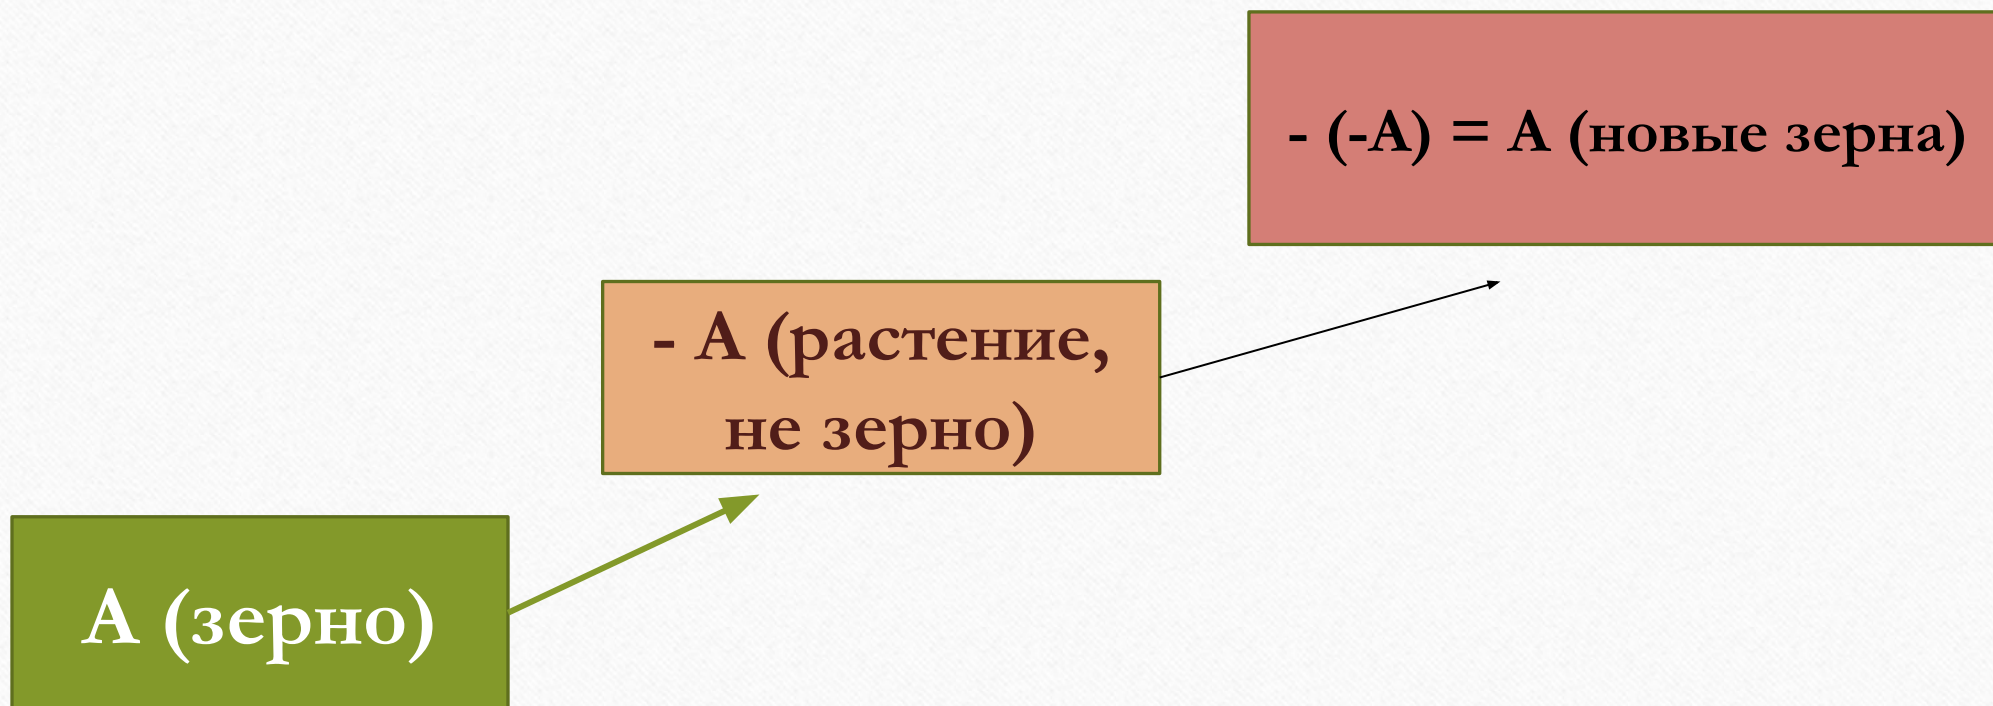 - (-А) = А (новые зерна)
- А (растение,
не зерно)
А (зерно)